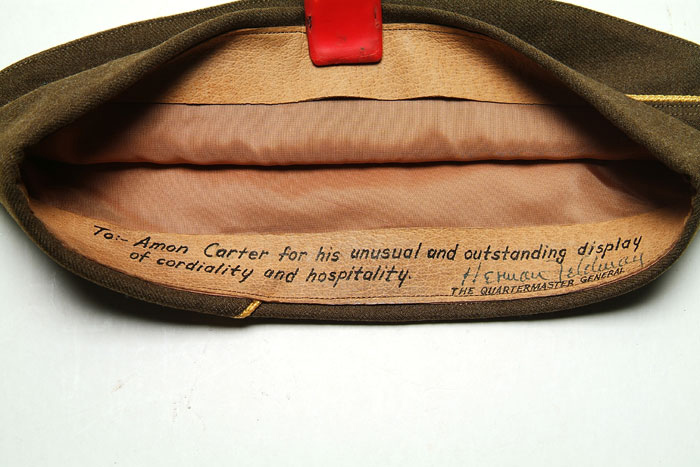 To:- Amon Carter for his unusual and outstanding display
of cordiality and hospitality.
Herman Feldman
THE QUARTERMASTER GENERAL